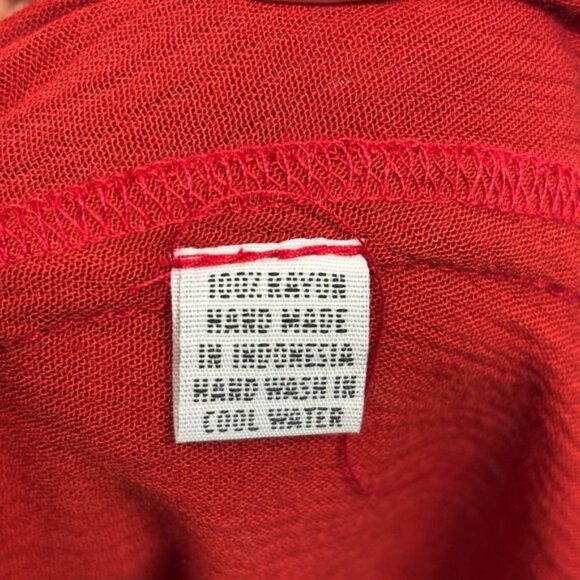 100% RAYON
HAND MADE
IN INDONESIA
HAND WASH IN
COOL WATER